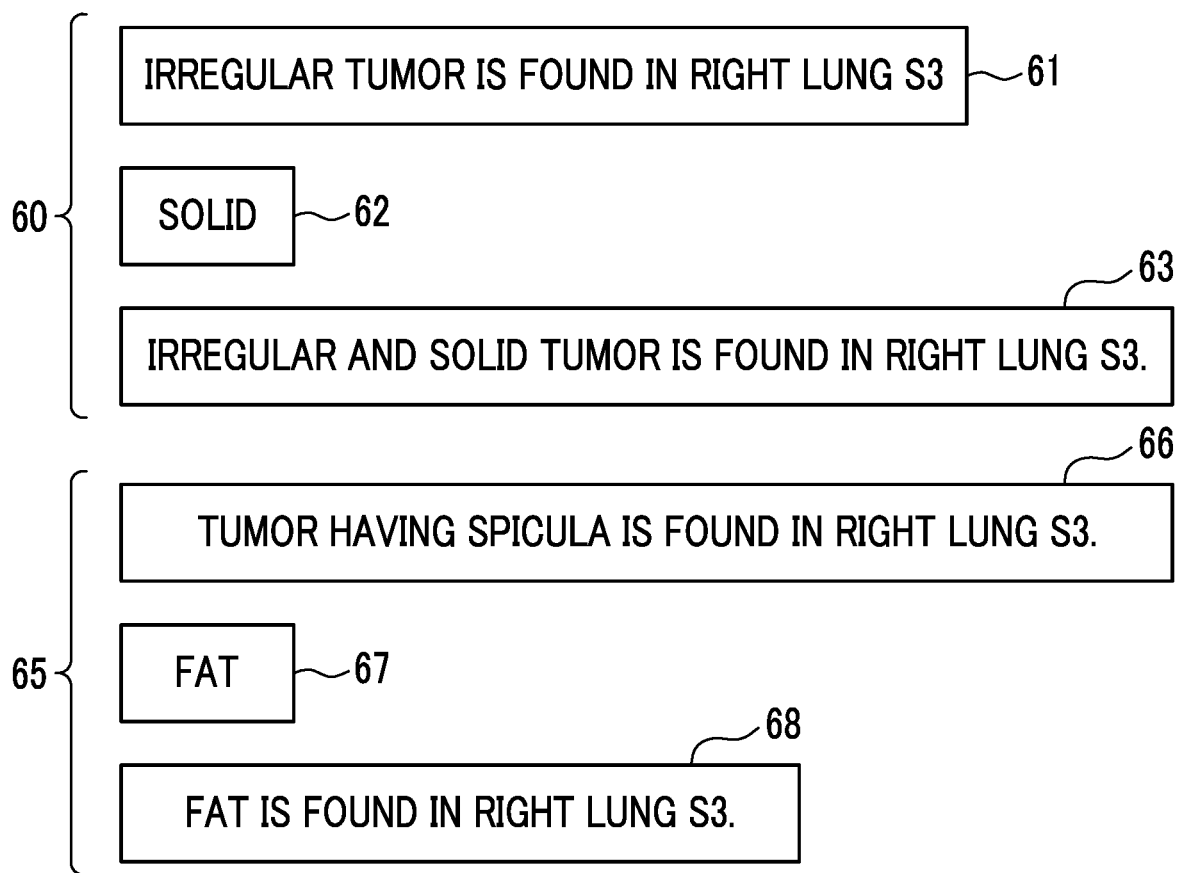 IRREGULAR TUMOR IS FOUND IN RIGHT LUNG S3
61
60
SOLID
62
63
IRREGULAR AND SOLID TUMOR IS FOUND IN RIGHT LUNG S3.
66
TUMOR HAVING SPICULA IS FOUND IN RIGHT LUNG S3.
65
FAT
67
68
FAT IS FOUND IN RIGHT LUNG S3.